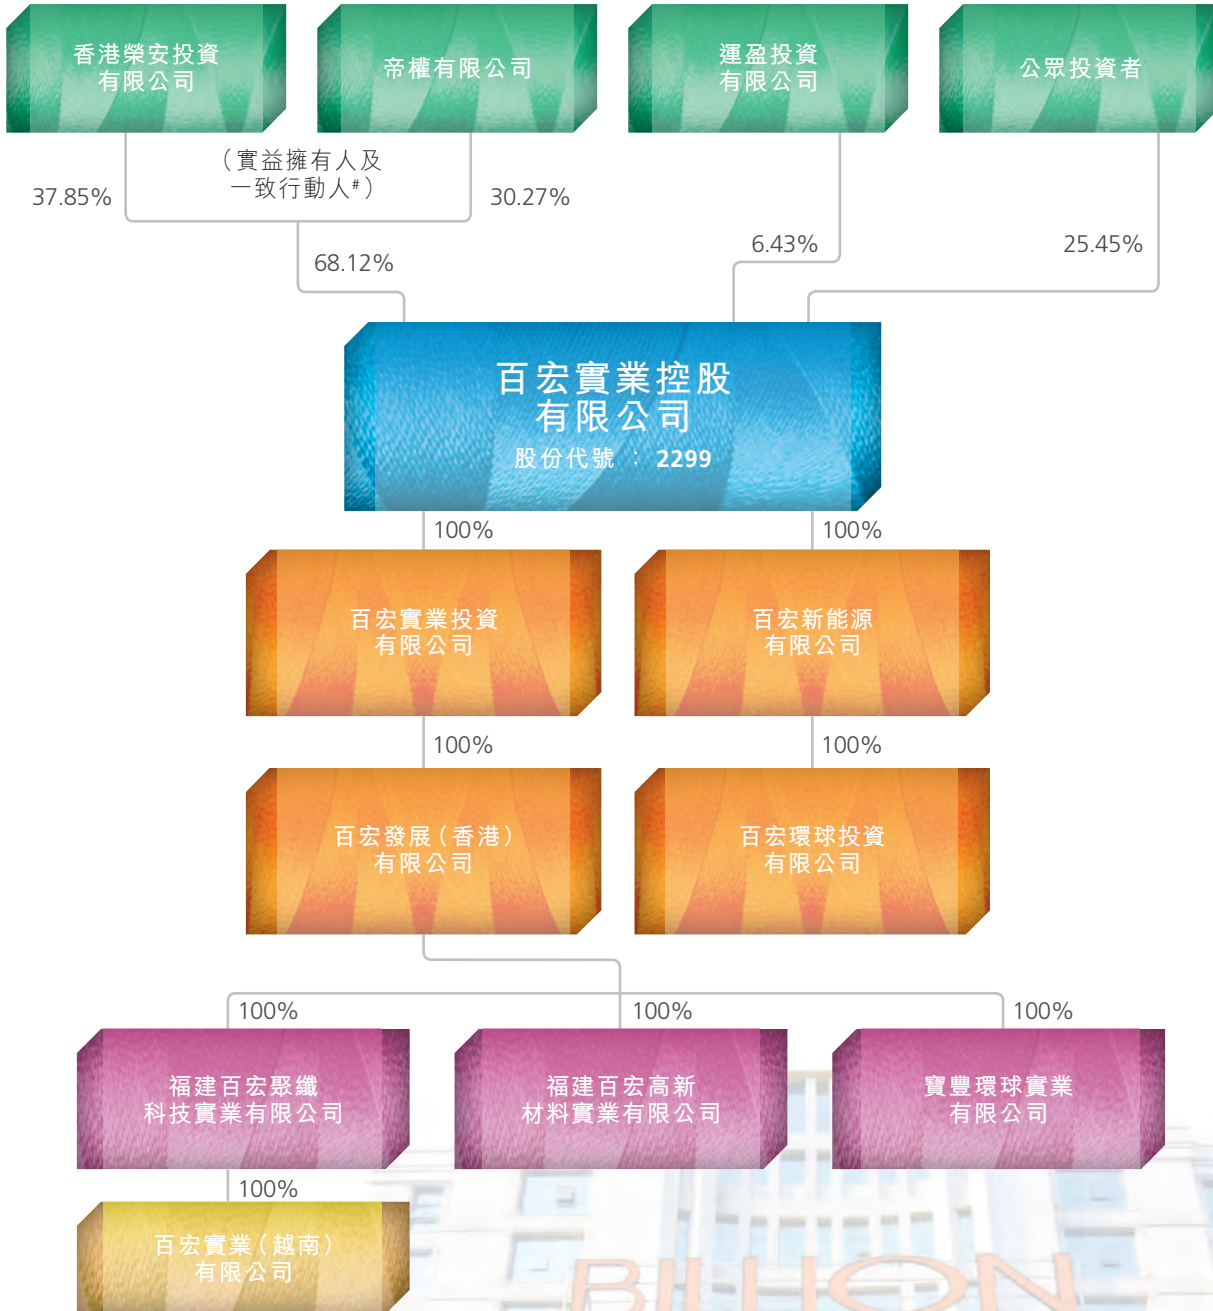 香港榮安投資
有限公司
帝權有限公司
運盈投資
有限公司
公眾投資者
（實益擁有人及
一致行動人#）
37.85%
30.27%
68.12%
6.43%
25.45%
百宏實業控股
有限公司
股份代號 ： 2299
100%
100%
百宏實業投資
有限公司
百宏新能源
有限公司
100%
100%
百宏發展（香港）
有限公司
百宏環球投資
有限公司
100%
100%
100%
福建百宏聚纖
科技實業有限公司
福建百宏高新
材料實業有限公司
寶豐環球實業
有限公司
100%
百宏實業（越南）
有限公司
BILLION